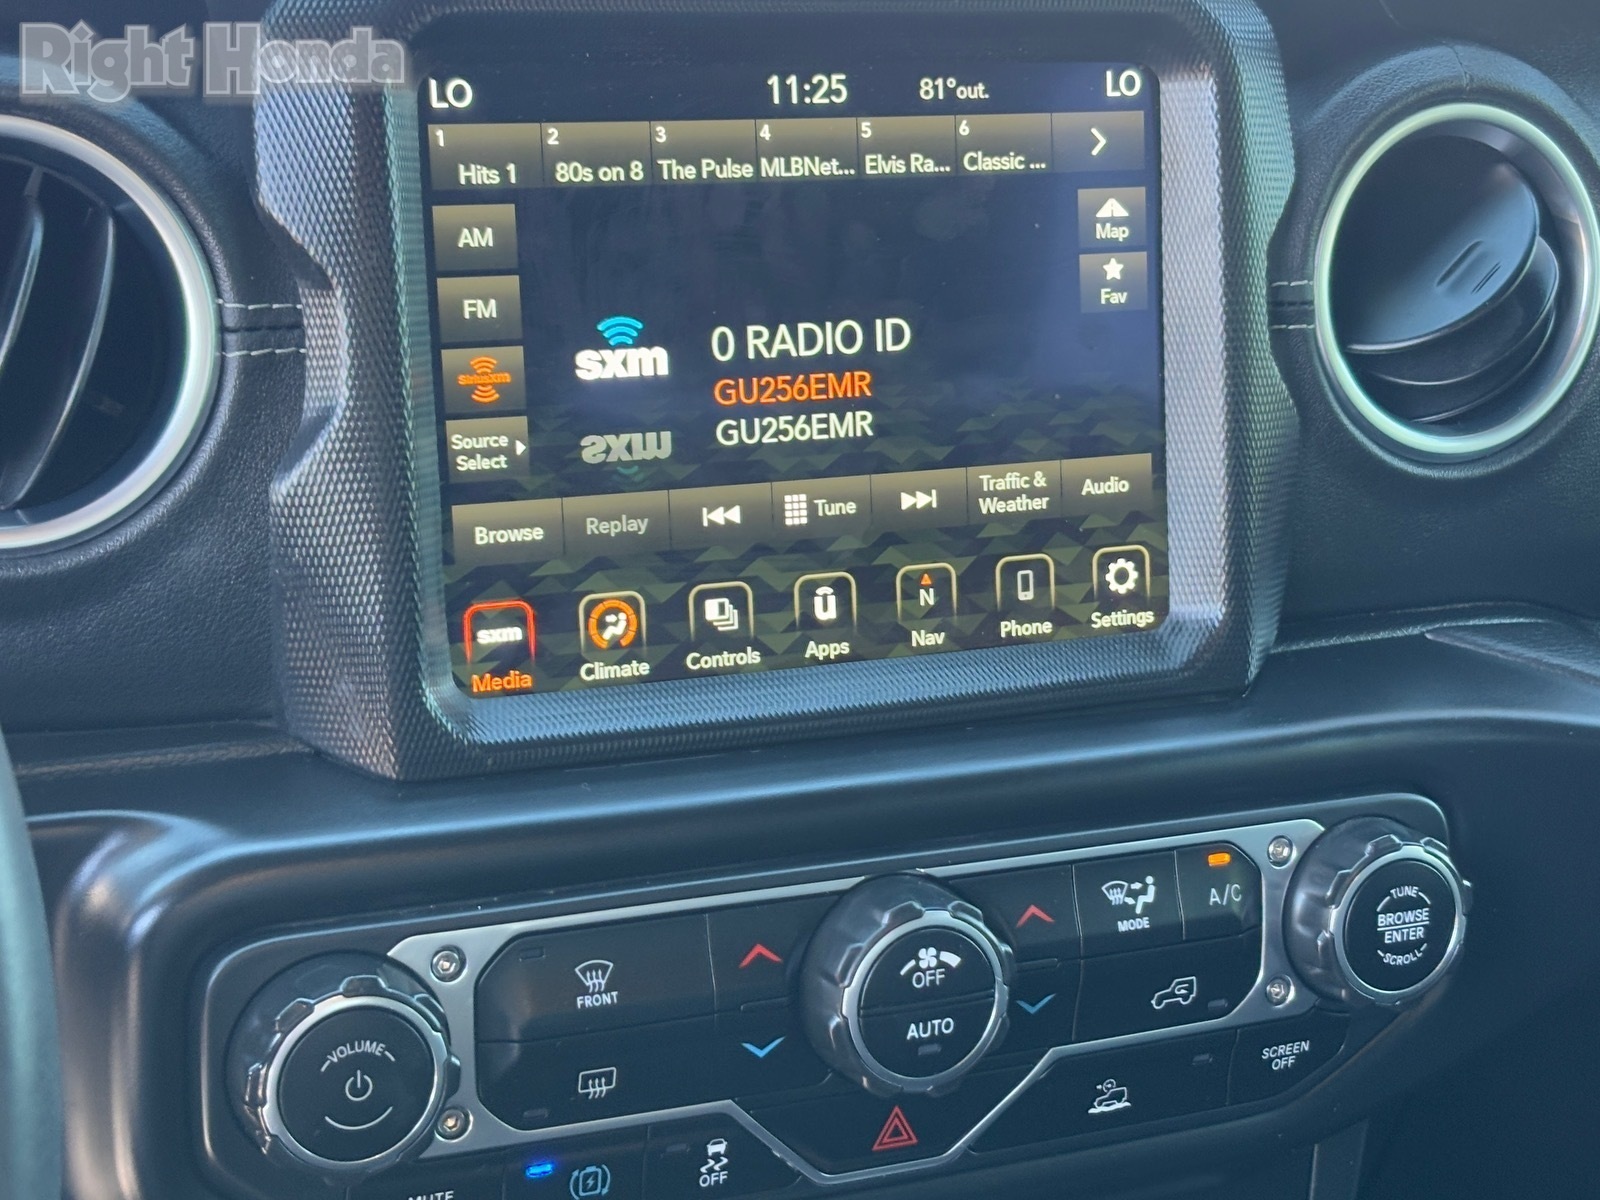 Right Honda
LO
11:25
81°out.
LO
1
Hits 1
2
80s on 8
3
The Pulse
4
MLBNet...
5
Elvis Ra...
6
Classic ...
AM
Map
FM
Fav
siriusxm
sxm
0 RADIO ID
GU256EMR
GU256EMR
Source
Select
Browse
Replay
Tune
Traffic &
Weather
Audio
sxm
Media
Climate
Controls
Apps
N
Nav
Phone
Settings
FRONT
OFF
AUTO
MODE
A/C
TUNE
BROWSE
ENTER
SCROLL
VOLUME
SCREEN
OFF
OFF
MUTE